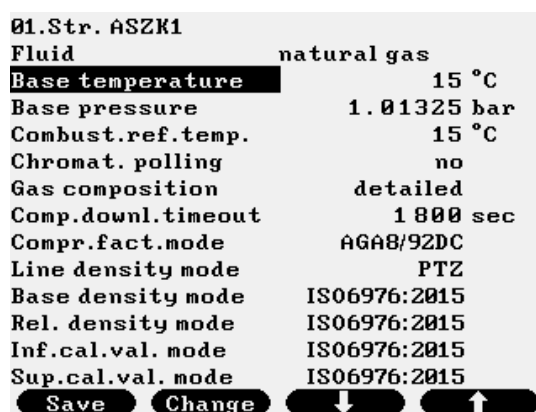 01.Str. ASZK1
Fluid natural gas
Base temperature 15 °C
Base pressure 1.01325 bar
Combust.ref.temp. 15 °C
Chromat. polling no
Gas composition detailed
Comp.downl.timeout 1800 sec
Compr.fact.mode AGA8/92DC
Line density mode PTZ
Base density mode ISO6976:2015
Rel. density mode ISO6976:2015
Inf.cal.val. mode ISO6976:2015
Sup.cal.val. mode ISO6976:2015
Save Change ↓ ↑